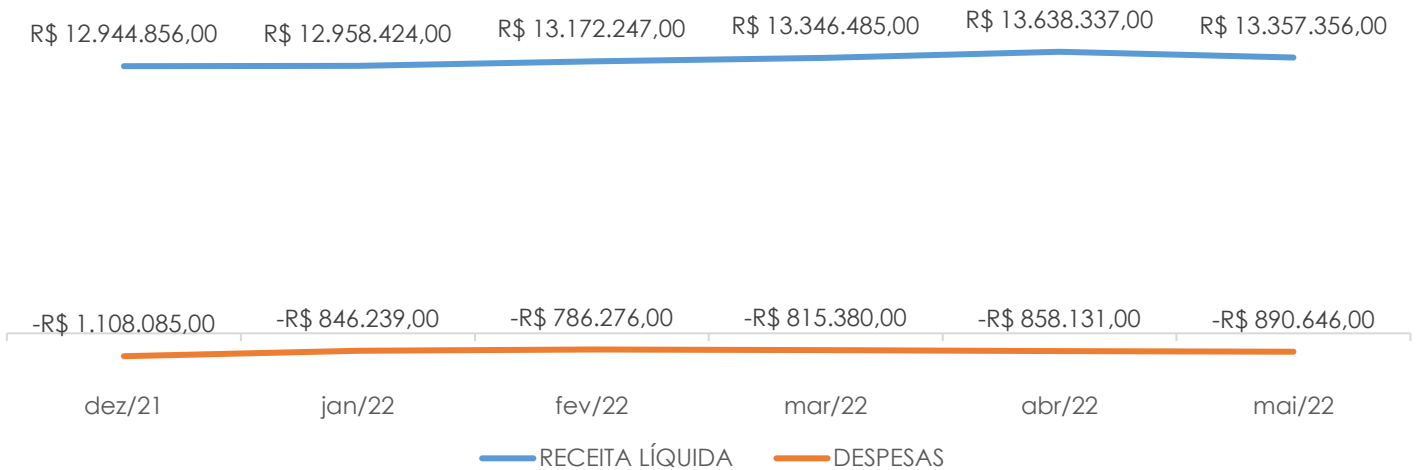 R$ 12.944.856,00 R$ 12.958.424,00 R$ 13.172.247,00 R$ 13.346.485,00 R$ 13.638.337,00 R$ 13.357.356,00
-R$ 1.108.085,00 -R$ 846.239,00 -R$ 786.276,00 -R$ 815.380,00 -R$ 858.131,00 -R$ 890.646,00
dez/21 jan/22 fev/22 mar/22 abr/22 mai/22
RECEITA LÍQUIDA DESPESAS